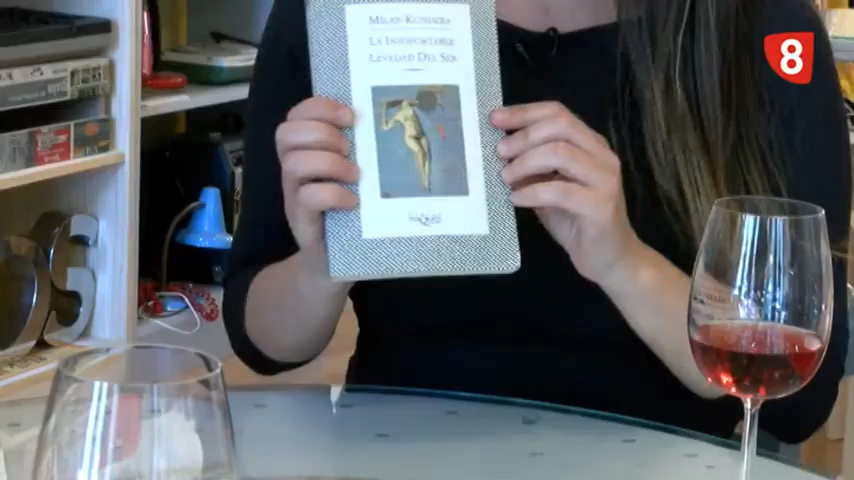 MILAN KUNDERA
LA INSOPORTABLE
LEVEDAD DEL SER
8